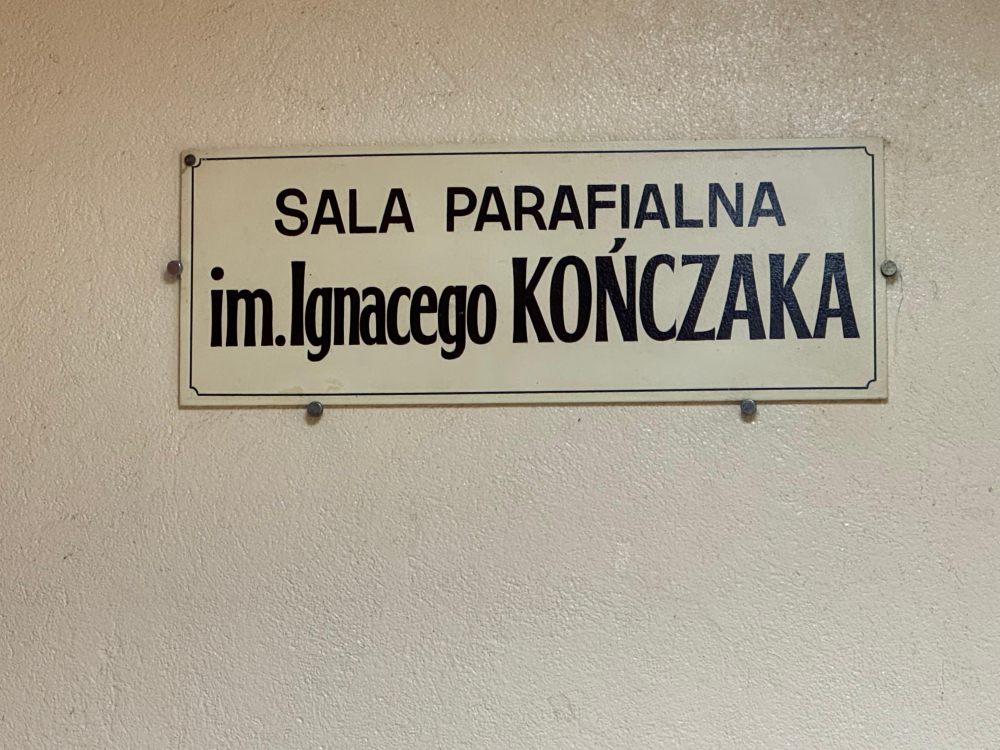 SALA PARAFIALNA
im. Ignacego KOŃCZAKA